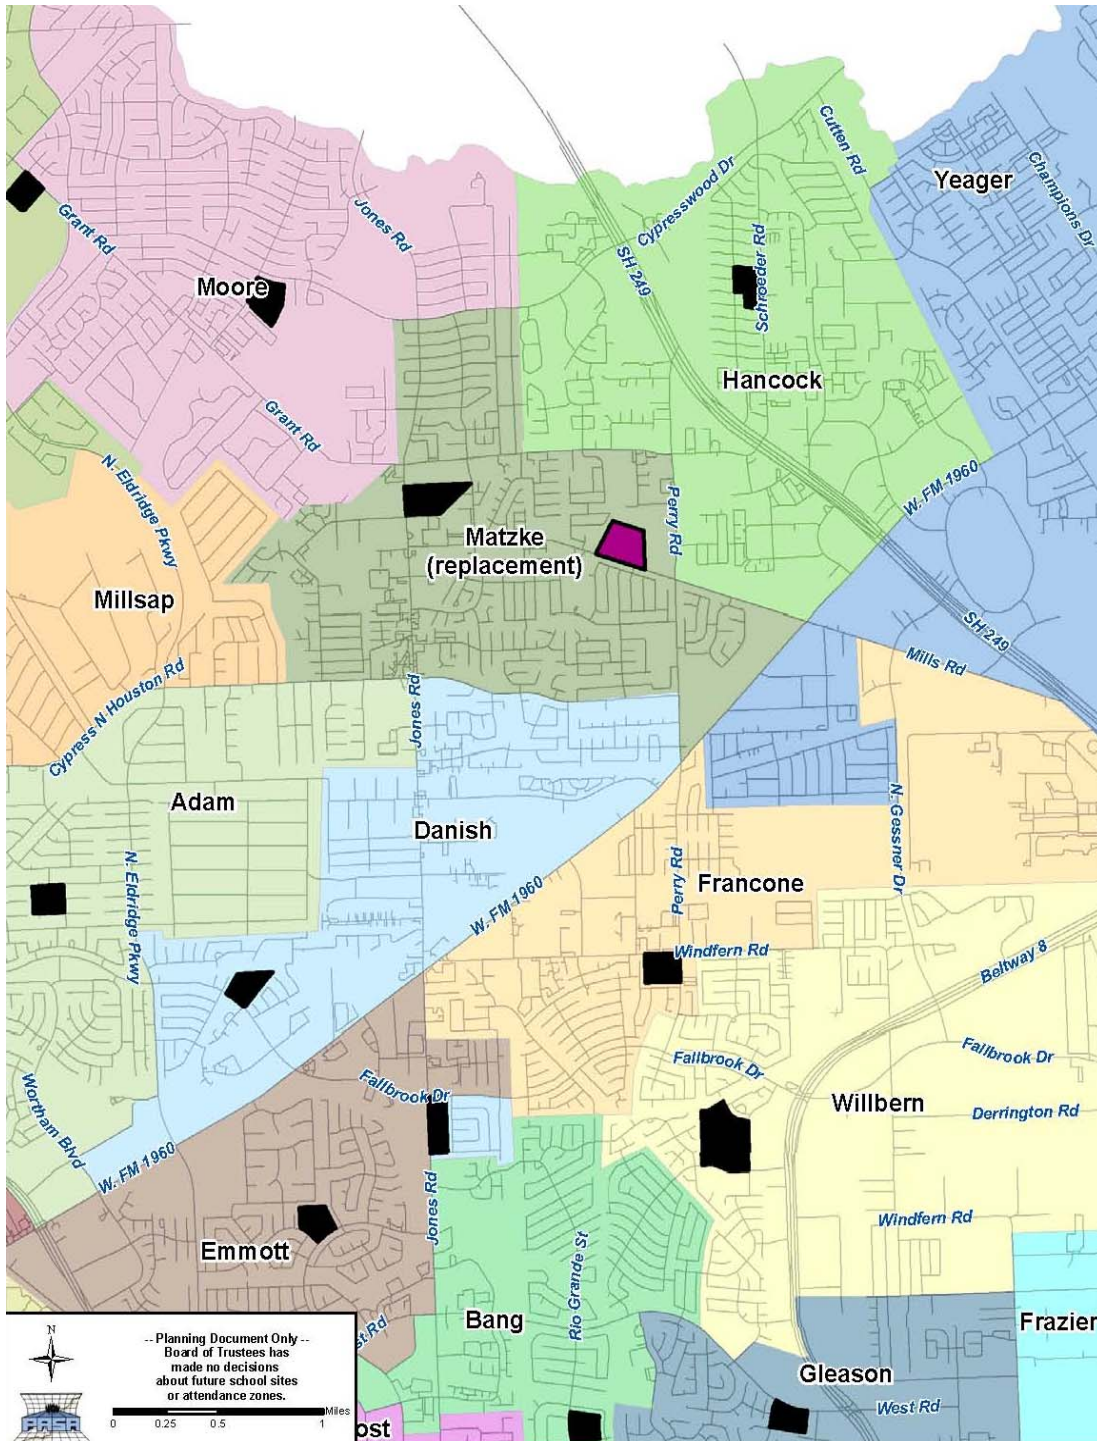 Cutten Rd
Yeager
Champions Dr
Cypresswood Dr
Grant Rd
Jones Rd
SH 249
Schroeder Rd
Moore
Hancock
Grant Rd
N. Eldridge Pkwy
W. FM 1960
Perry Rd
Matzke
(replacement)
Millsap
SH 249
Mills Rd
Cypress N Houston Rd
Jones Rd
Adam
Danish
N. Gessner Dr
N. Eldridge Pkwy
Perry Rd
Francone
W. FM 1960
Windfern Rd
Beltway 8
Fallbrook Dr
Fallbrook Dr
Fallbrook Dr
Wortham Blvd
Willbern
Derrington Rd
W. FM 1960
Jones Rd
Windfern Rd
Emmott
Rio Grande St
Bang
Frazier
st Rd
Gleason
West Rd
ost
N
-- Planning Document Only --
Board of Trustees has
made no decisions
about future school sites
or attendance zones.
0 0.25 0.5 1 Miles
PASA